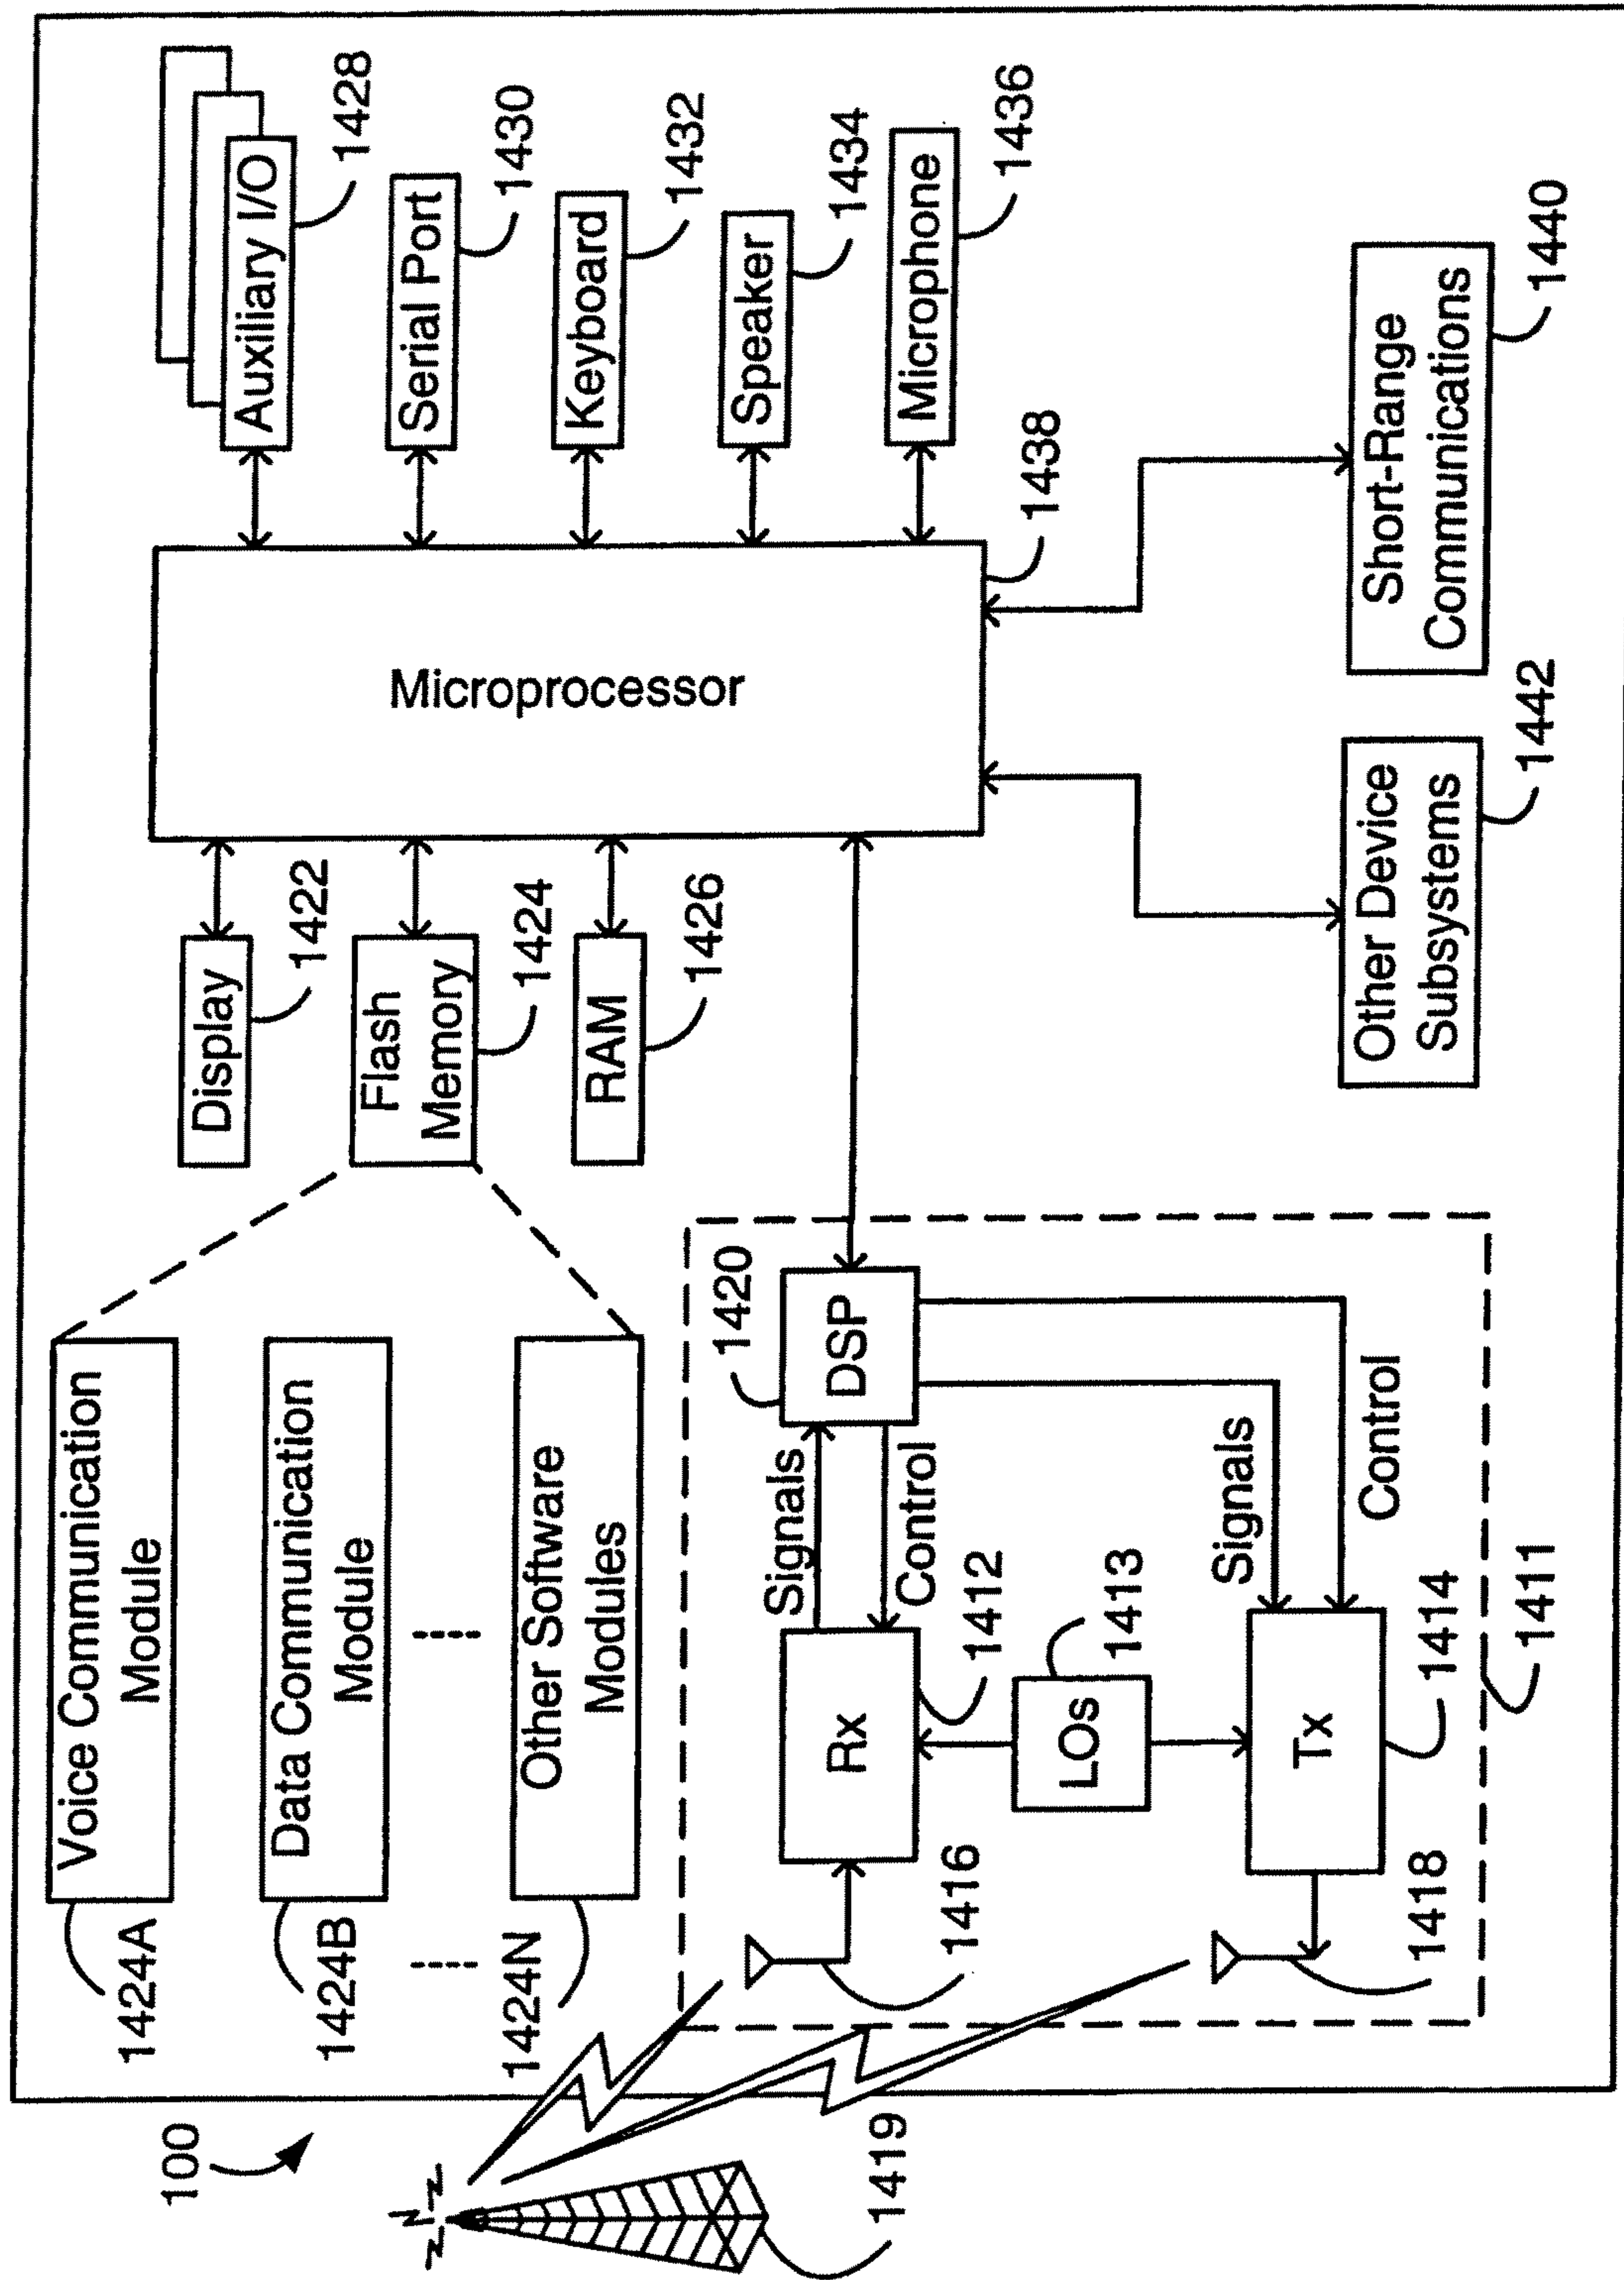 100
1424A
Voice Communication
Module
1424B
Data Communication
Module
1424N
Other Software
Modules
Display
1422
Flash
Memory
1424
RAM
1426
Microprocessor
1438
Auxiliary I/O
1428
Serial Port
1430
Keyboard
1432
Speaker
1434
Microphone
1436
Short-Range
Communications
1440
Other Device
Subsystems
1442
1420
DSP
Signals
Control
Rx
1412
1416
LOs
1413
Signals
Control
Tx
1414
1418
1411
1419